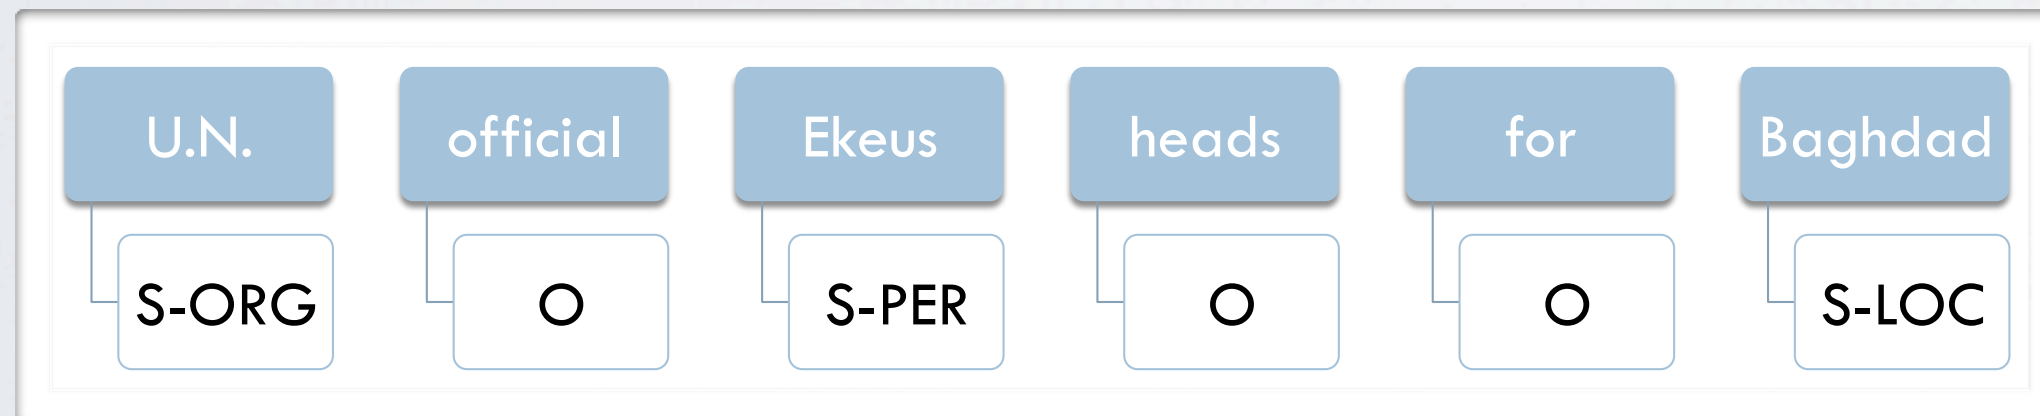 U.N. official Ekeus heads for Baghdad
S-ORG O S-PER O O S-LOC